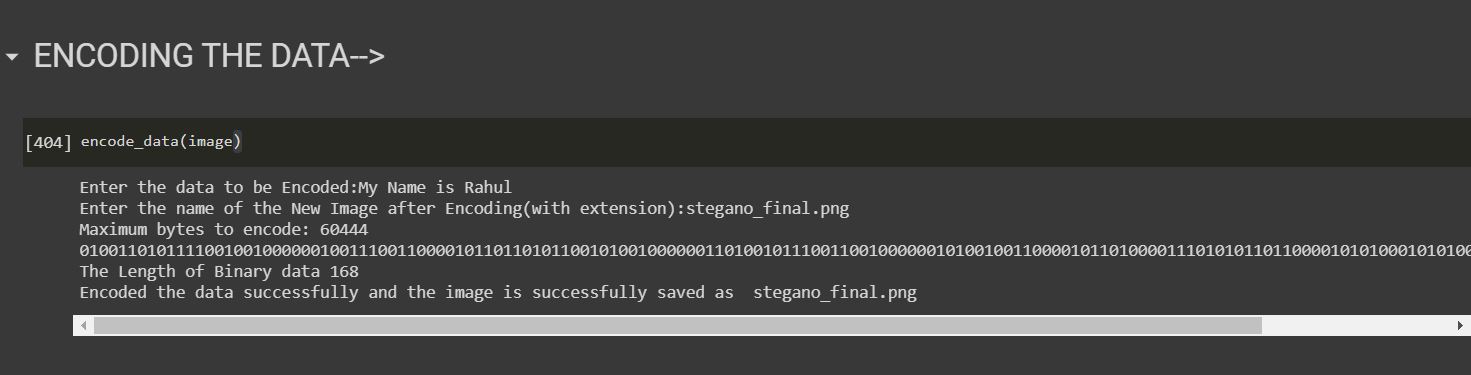 ENCODING THE DATA-->
[404] encode_data(image)
Enter the data to be Encoded:My Name is Rahul
Enter the name of the New Image after Encoding(with extension):stegano_final.png
Maximum bytes to encode: 60444
0100110101111001001000000100111001100001011011010110010100100000011010010111001100100000010100100110000101101000011101010110110000101010001010100
The Length of Binary data 168
Encoded the data successfully and the image is successfully saved as  stegano_final.png